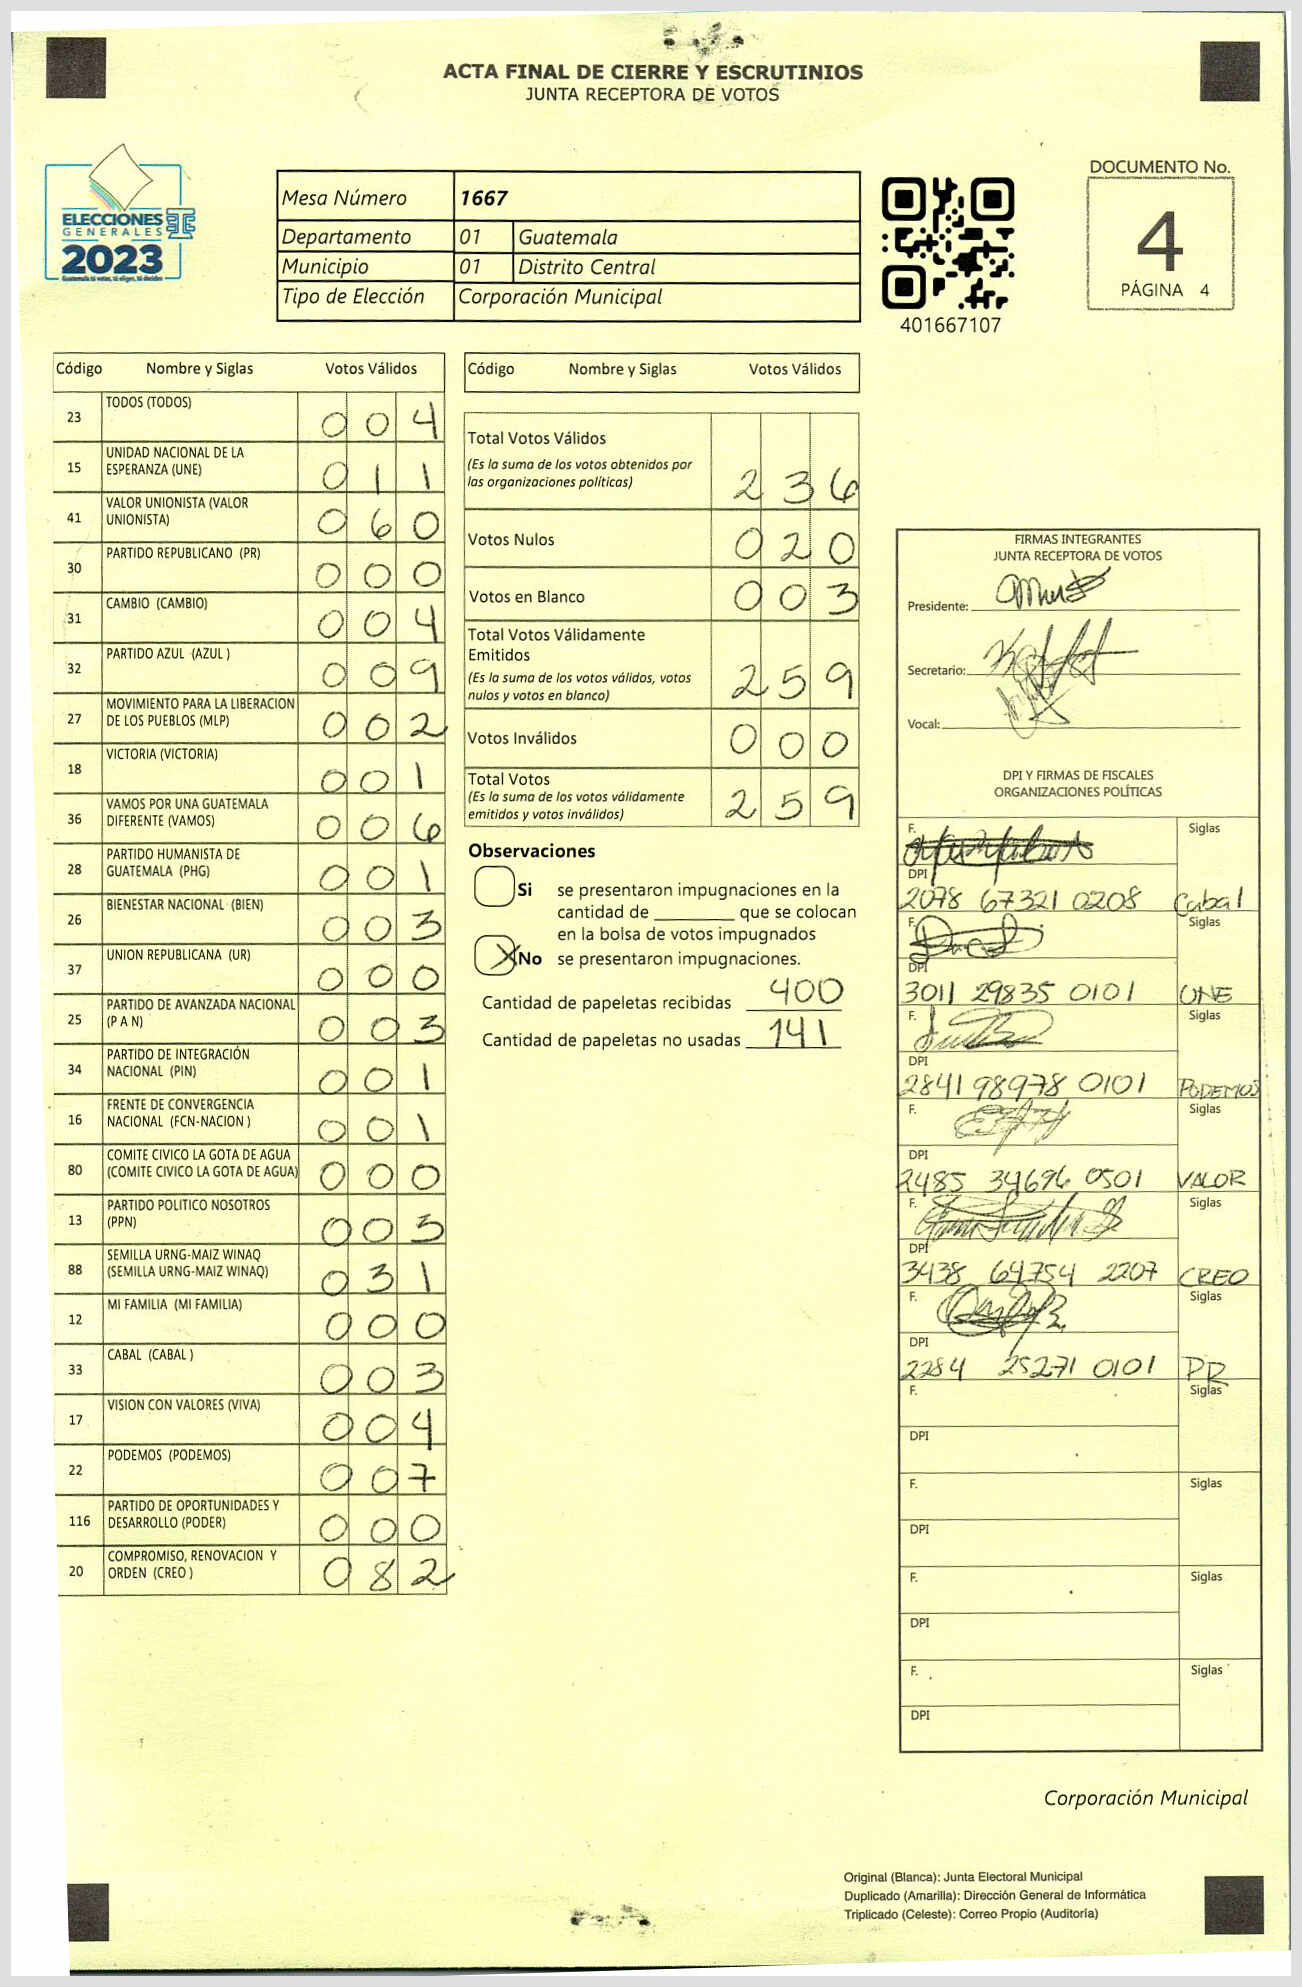 ACTA FINAL DE CIERRE Y ESCRUTINIOS
JUNTA RECEPTORA DE VOTOS
ELECCIONES
GENERALES
2023
Guatemala tú votas, tú eliges, tú decides
Mesa Número 1667
Departamento 01 Guatemala
Municipio 01 Distrito Central
Tipo de Elección Corporación Municipal
401667107
DOCUMENTO No.
4
PÁGINA 4
Código Nombre y Siglas Votos Válidos
23 TODOS (TODOS) 0 0 4
15 UNIDAD NACIONAL DE LA
ESPERANZA (UNE) 0 1 1
41 VALOR UNIONISTA (VALOR
UNIONISTA) 0 6 0
30 PARTIDO REPUBLICANO (PR) 0 0 0
31 CAMBIO (CAMBIO) 0 0 4
32 PARTIDO AZUL (AZUL ) 0 0 9
27 MOVIMIENTO PARA LA LIBERACION
DE LOS PUEBLOS (MLP) 0 0 2
18 VICTORIA (VICTORIA) 0 0 1
36 VAMOS POR UNA GUATEMALA
DIFERENTE (VAMOS) 0 0 6
28 PARTIDO HUMANISTA DE
GUATEMALA (PHG) 0 0 1
26 BIENESTAR NACIONAL (BIEN) 0 0 3
37 UNION REPUBLICANA (UR) 0 0 0
25 PARTIDO DE AVANZADA NACIONAL
(P A N) 0 0 3
34 PARTIDO DE INTEGRACIÓN
NACIONAL (PIN) 0 0 1
16 FRENTE DE CONVERGENCIA
NACIONAL (FCN-NACION ) 0 0 1
80 COMITE CIVICO LA GOTA DE AGUA
(COMITE CIVICO LA GOTA DE AGUA) 0 0 0
13 PARTIDO POLITICO NOSOTROS
(PPN) 0 0 3
88 SEMILLA URNG-MAIZ WINAQ
(SEMILLA URNG-MAIZ WINAQ) 0 3 1
12 MI FAMILIA (MI FAMILIA) 0 0 0
33 CABAL (CABAL ) 0 0 3
17 VISION CON VALORES (VIVA) 0 0 4
22 PODEMOS (PODEMOS) 0 0 7
116 PARTIDO DE OPORTUNIDADES Y
DESARROLLO (PODER) 0 0 0
20 COMPROMISO, RENOVACION Y
ORDEN (CREO ) 0 8 2
Código Nombre y Siglas Votos Válidos
Total Votos Válidos
(Es la suma de los votos obtenidos por
las organizaciones políticas) 2 3 6
Votos Nulos 0 2 0
Votos en Blanco 0 0 3
Total Votos Válidamente
Emitidos
(Es la suma de los votos válidos, votos
nulos y votos en blanco) 2 5 9
Votos Inválidos 0 0 0
Total Votos
(Es la suma de los votos válidamente
emitidos y votos inválidos) 2 5 9
Observaciones
Si se presentaron impugnaciones en la
cantidad de ________ que se colocan
en la bolsa de votos impugnados
X No se presentaron impugnaciones.
Cantidad de papeletas recibidas 400
Cantidad de papeletas no usadas 141
FIRMAS INTEGRANTES
JUNTA RECEPTORA DE VOTOS
Presidente:
Secretario:
Vocal:
DPI Y FIRMAS DE FISCALES
ORGANIZACIONES POLÍTICAS
F. Siglas
DPI
2078 67321 0208 Cabal
F. Siglas
DPI
3011 29835 0101 UNE
F. Siglas
DPI
2841 98978 0101 PODEMOS
F. Siglas
DPI
2485 34696 0501 VALOR
F. Siglas
DPI
3438 64754 2207 CREO
F. Siglas
DPI
2284 25271 0101 PR
F. Siglas
DPI
F. Siglas
DPI
F. Siglas
DPI
F. Siglas
DPI
Corporación Municipal
Original (Blanca): Junta Electoral Municipal
Duplicado (Amarilla): Dirección General de Informática
Triplicado (Celeste): Correo Propio (Auditoría)